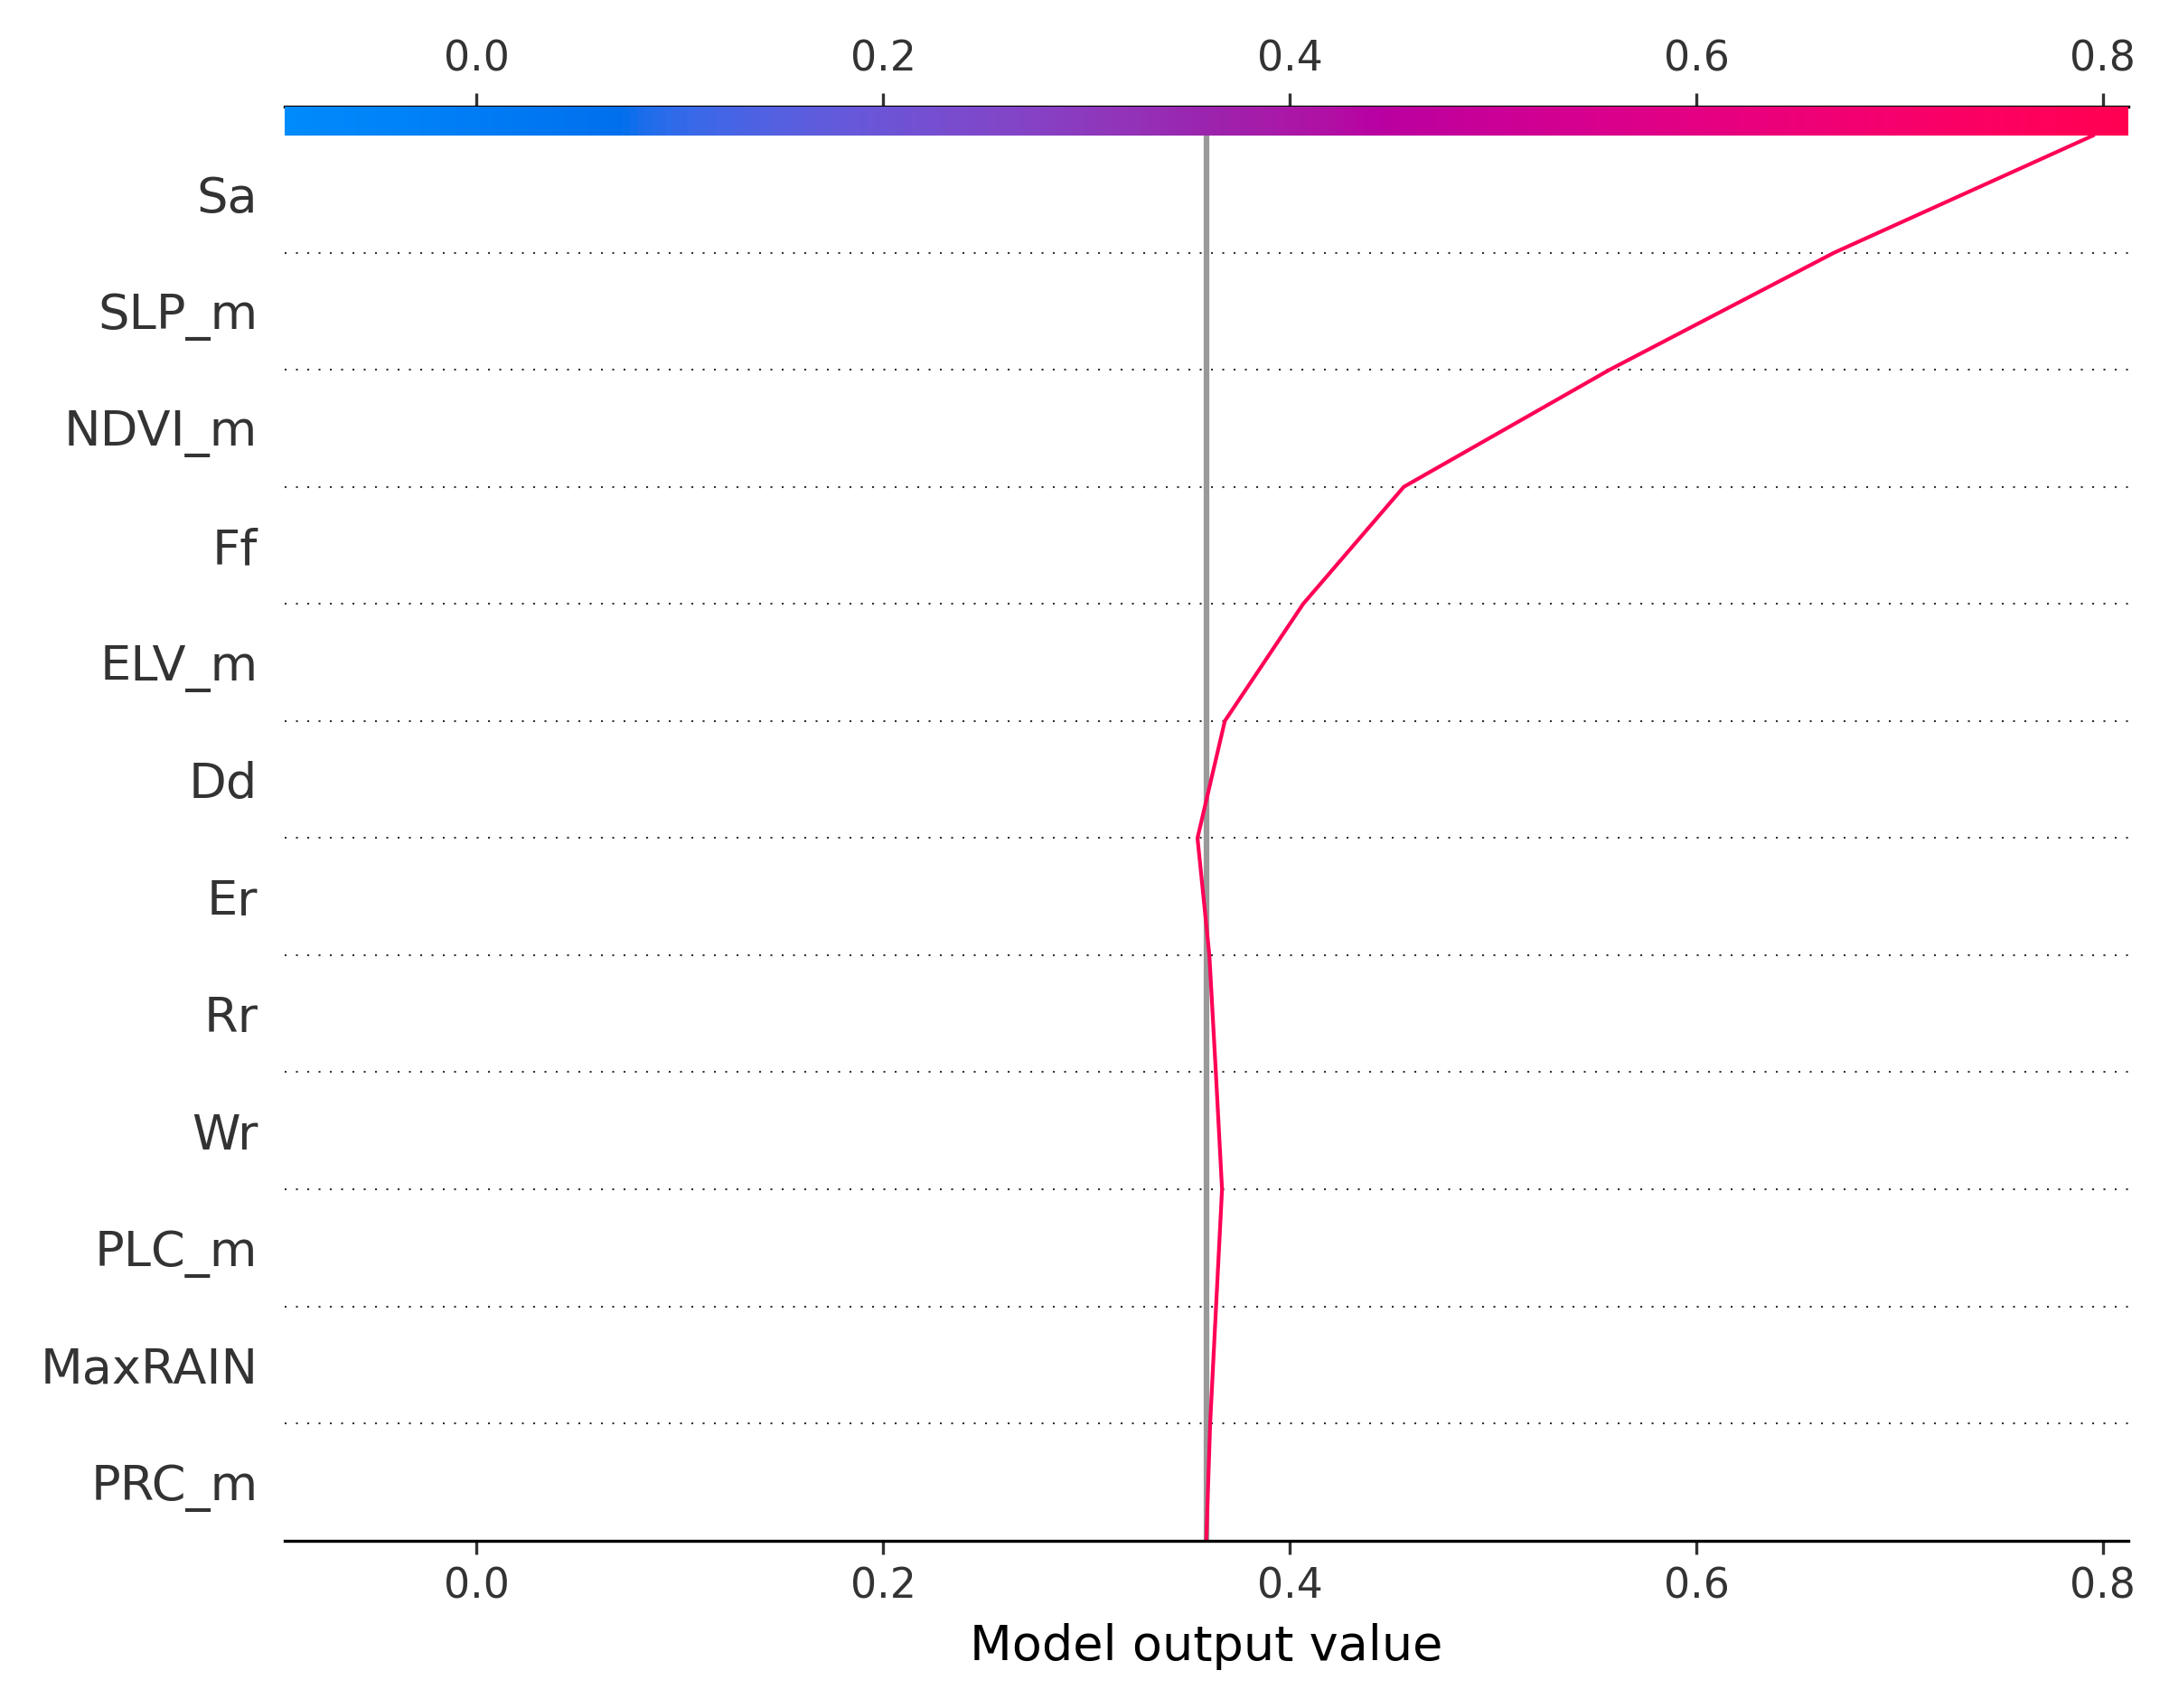 0.0 0.2 0.4 0.6 0.8
Sa
SLP_m
NDVI_m
Ff
ELV_m
Dd
Er
Rr
Wr
PLC_m
MaxRAIN
PRC_m
0.0 0.2 0.4 0.6 0.8
Model output value